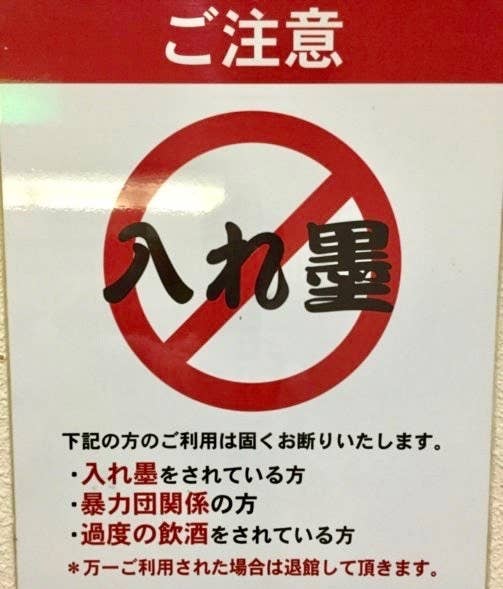 ご注意
入れ墨
下記の方のご利用は固くお断りいたします。
・入れ墨をされている方
・暴力団関係の方
・過度の飲酒をされている方
＊万一ご利用された場合は退館して頂きます。